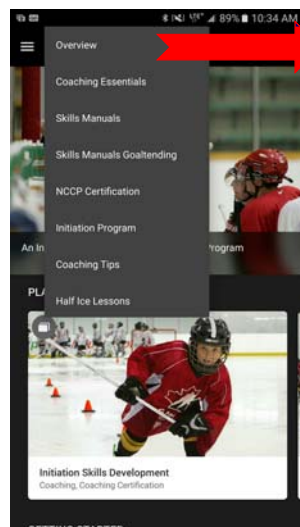 89% 10:34 AM
Overview
Coaching Essentials
Skills Manuals
Skills Manuals Goaltending
NCCP Certification
Initiation Program
Coaching Tips
Half Ice Lessons
An In
rogram
PLA
Initiation Skills Development
Coaching, Coaching Certification